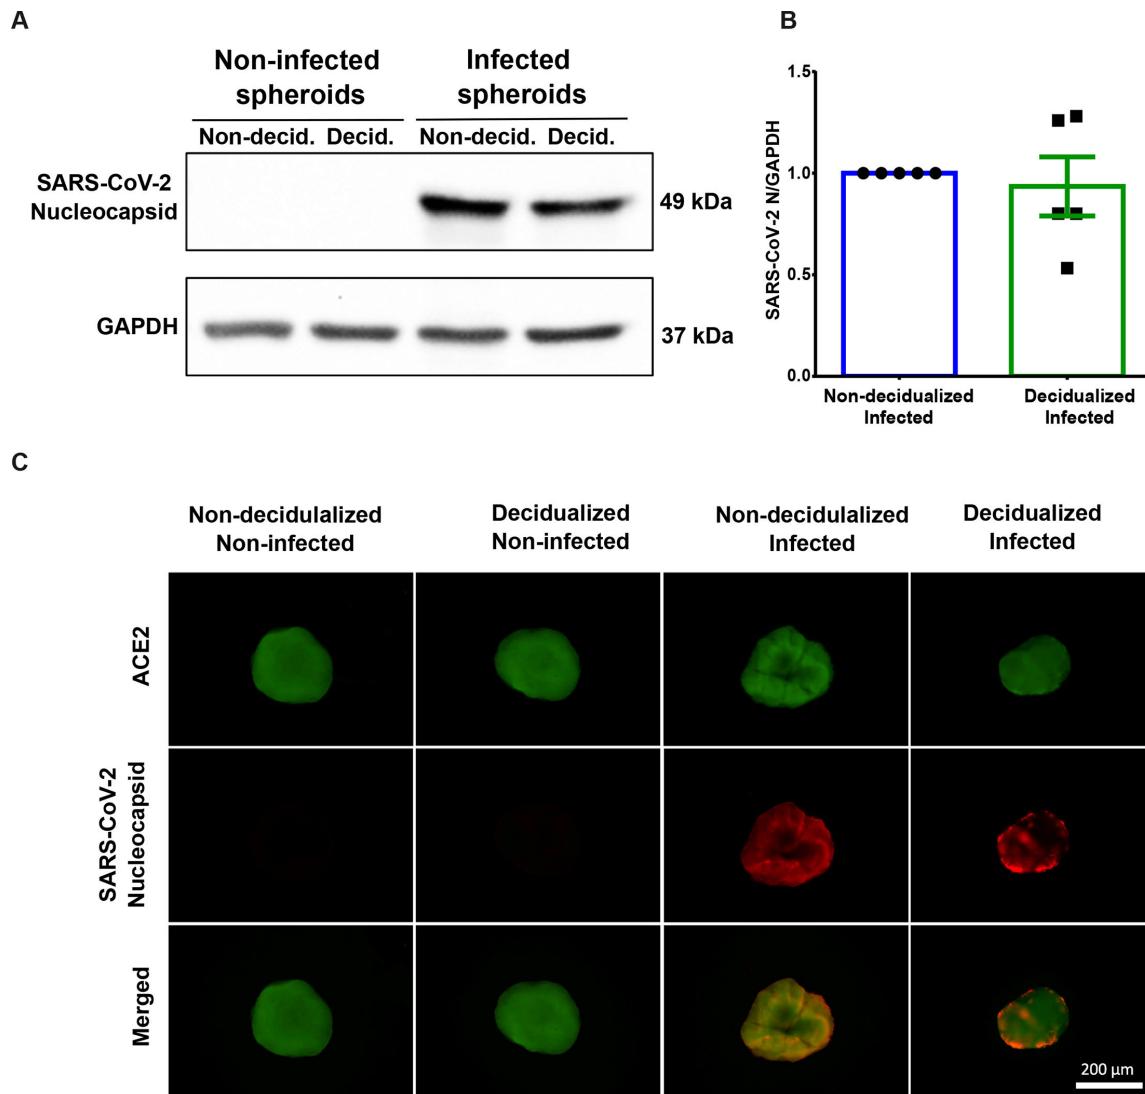 A
Non-infected
spheroids
Infected
spheroids
Non-decid. Decid. Non-decid. Decid.
SARS-CoV-2
Nucleocapsid
49 kDa
GAPDH
37 kDa
B
SARS-CoV-2 N/GAPDH
1.5
1.0
0.5
0.0
Non-decidualized
Infected
Decidualized
Infected
C
Non-decidulalized
Non-infected
Decidualized
Non-infected
Non-decidulalized
Infected
Decidualized
Infected
ACE2
SARS-CoV-2
Nucleocapsid
Merged
200 µm